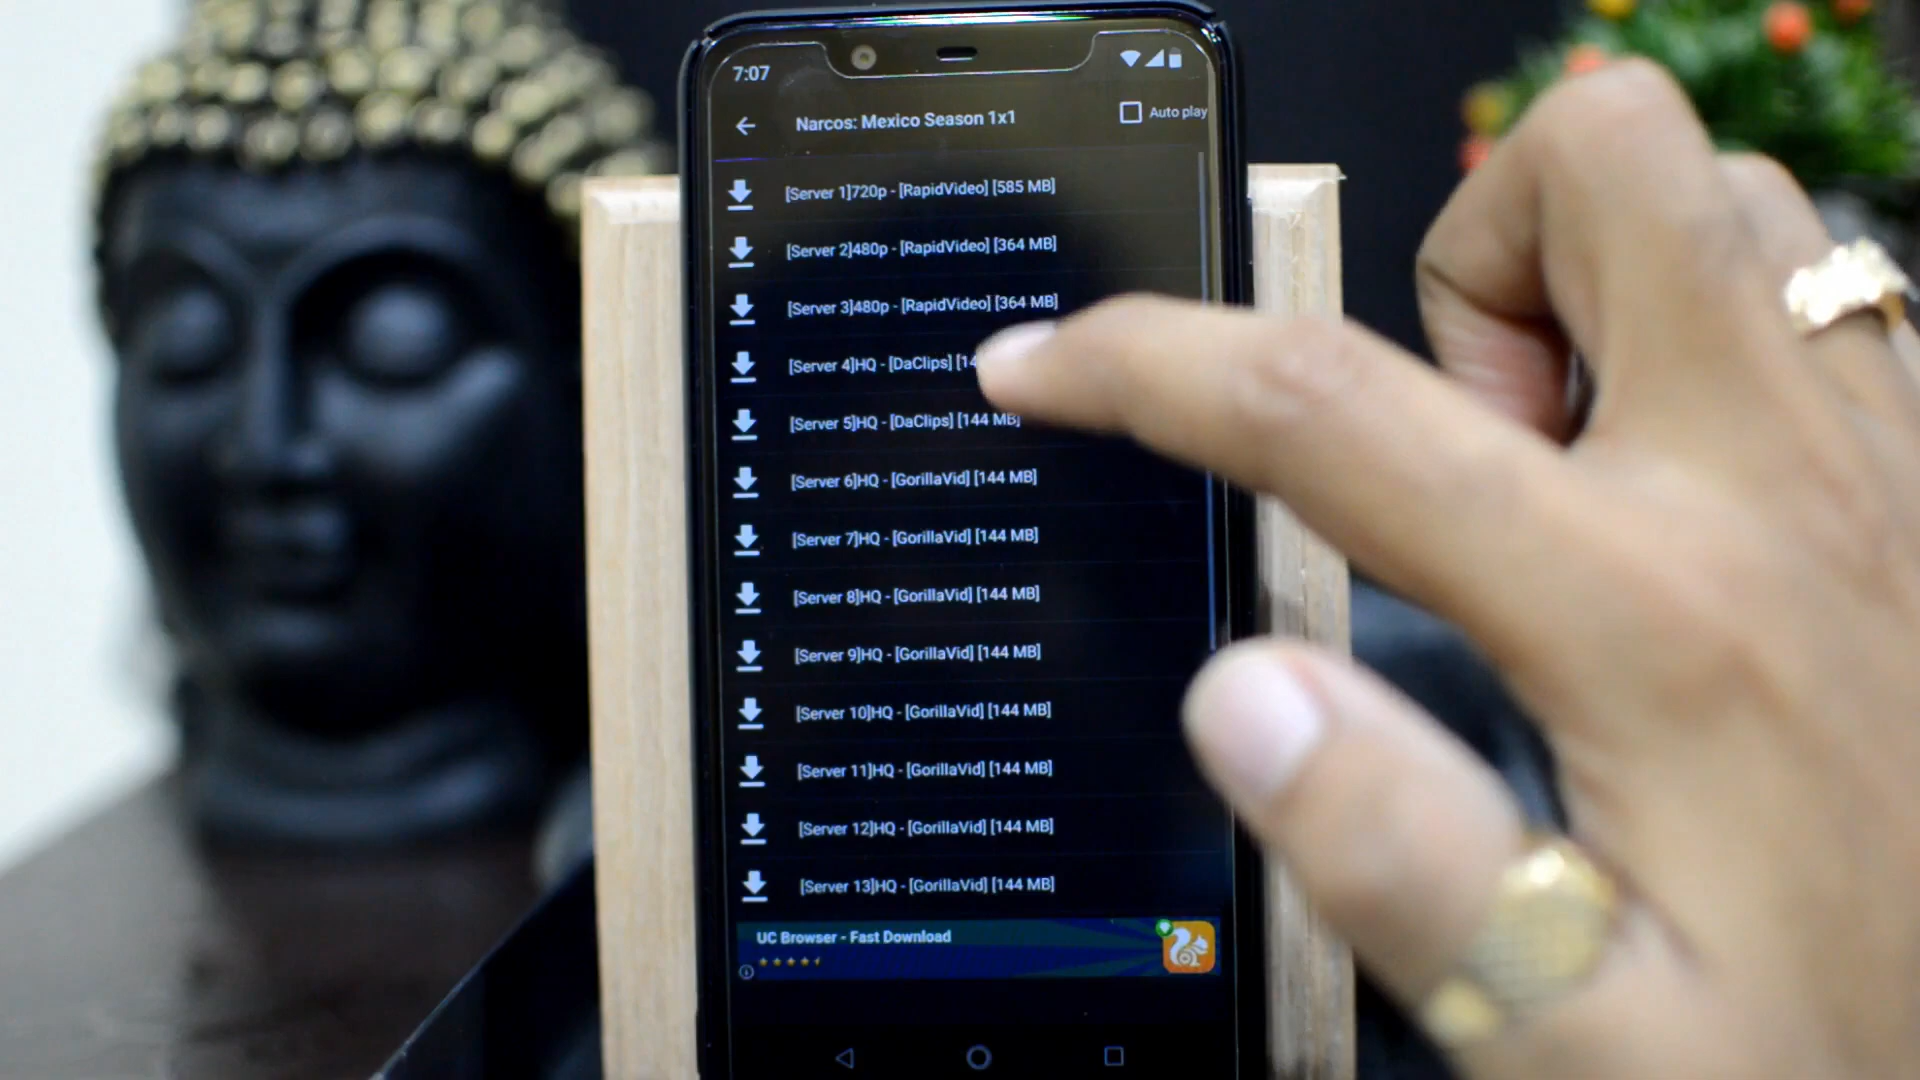 7:07
Narcos: Mexico Season 1x1
Auto play
[Server 1]720p - [RapidVideo] [585 MB]
[Server 2]480p - [RapidVideo] [364 MB]
[Server 3]480p - [RapidVideo] [364 MB]
[Server 4]HQ - [DaClips] [14
[Server 5]HQ - [DaClips] [144 MB]
[Server 6]HQ - [GorillaVid] [144 MB]
[Server 7]HQ - [GorillaVid] [144 MB]
[Server 8]HQ - [GorillaVid] [144 MB]
[Server 9]HQ - [GorillaVid] [144 MB]
[Server 10]HQ - [GorillaVid] [144 MB]
[Server 11]HQ - [GorillaVid] [144 MB]
[Server 12]HQ - [GorillaVid] [144 MB]
[Server 13]HQ - [GorillaVid] [144 MB]
UC Browser - Fast Download